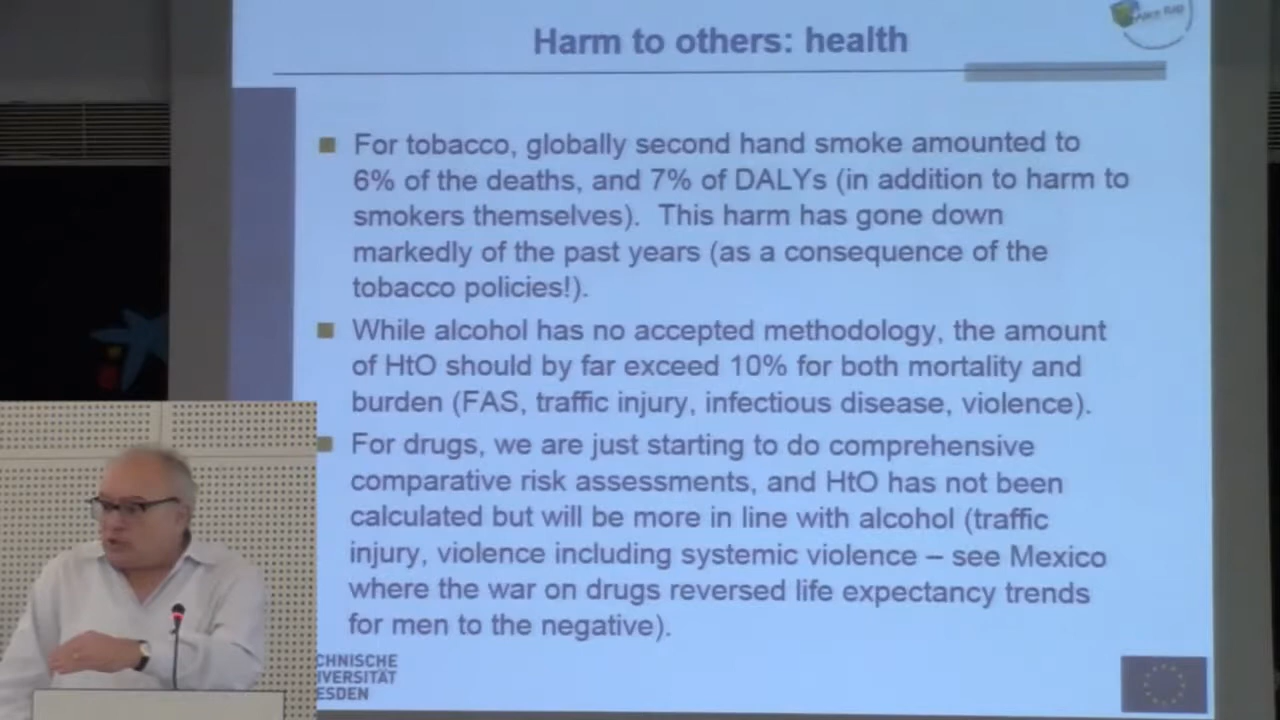 Harm to others: health
For tobacco, globally second hand smoke amounted to
6% of the deaths, and 7% of DALYs (in addition to harm to
smokers themselves). This harm has gone down
markedly of the past years (as a consequence of the
tobacco policies!).
While alcohol has no accepted methodology, the amount
of HtO should by far exceed 10% for both mortality and
burden (FAS, traffic injury, infectious disease, violence).
For drugs, we are just starting to do comprehensive
comparative risk assessments, and HtO has not been
calculated but will be more in line with alcohol (traffic
injury, violence including systemic violence – see Mexico
where the war on drugs reversed life expectancy trends
for men to the negative).
CHNISCHE
IVERSITÄT
ESDEN